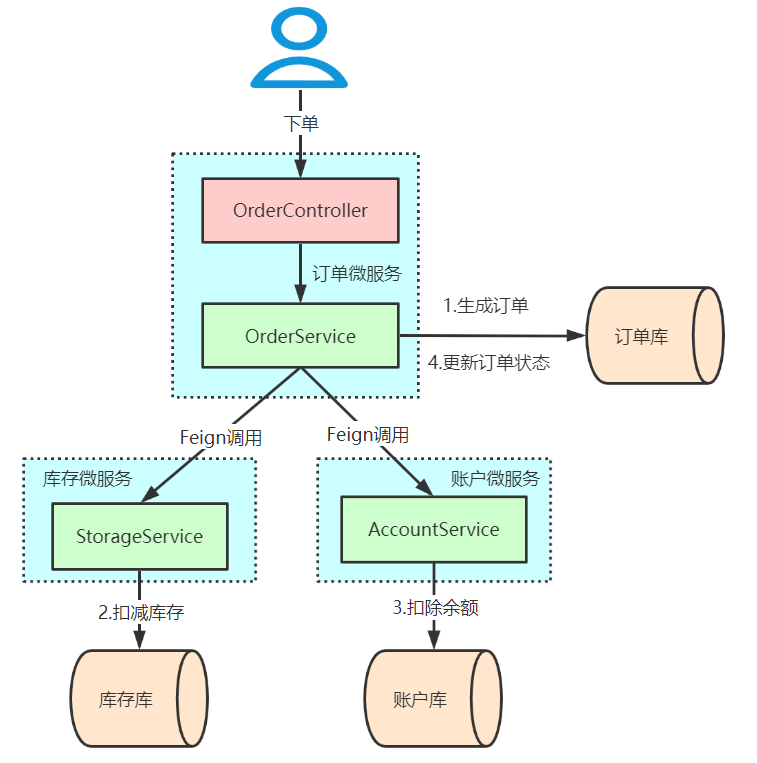 下单
OrderController
订单微服务
OrderService
1.生成订单
4.更新订单状态
订单库
Feign调用
Feign调用
库存微服务
StorageService
账户微服务
AccountService
2.扣减库存
3.扣除余额
库存库
账户库